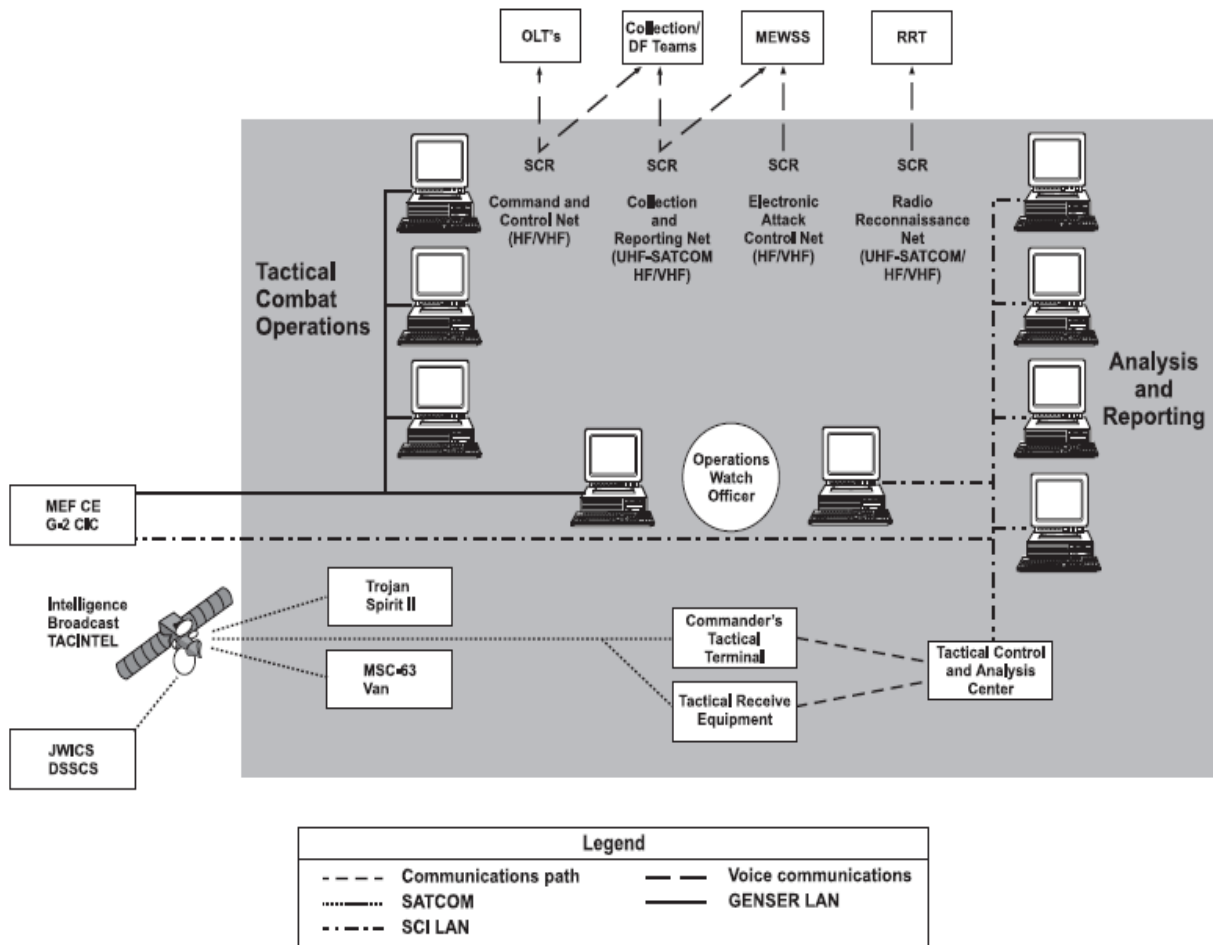 OLT's
Collection/
DF Teams
MEWSS
RRT
SCR
Command and
Control Net
(HF/VHF)
SCR
Collection
and
Reporting Net
(UHF-SATCOM
HF/VHF)
SCR
Electronic
Attack
Control Net
(HF/VHF)
SCR
Radio
Reconnaissance
Net
(UHF-SATCOM/
HF/VHF)
Tactical
Combat
Operations
Analysis
and
Reporting
Operations
Watch
Officer
MEF CE
G-2 CIC
Intelligence
Broadcast
TACINTEL
Trojan
Spirit II
MSC-63
Van
Commander's
Tactical
Terminal
Tactical Receive
Equipment
Tactical Control
and Analysis
Center
JWICS
DSSCS
Legend
Communications path
Voice communications
SATCOM
GENSER LAN
SCI LAN